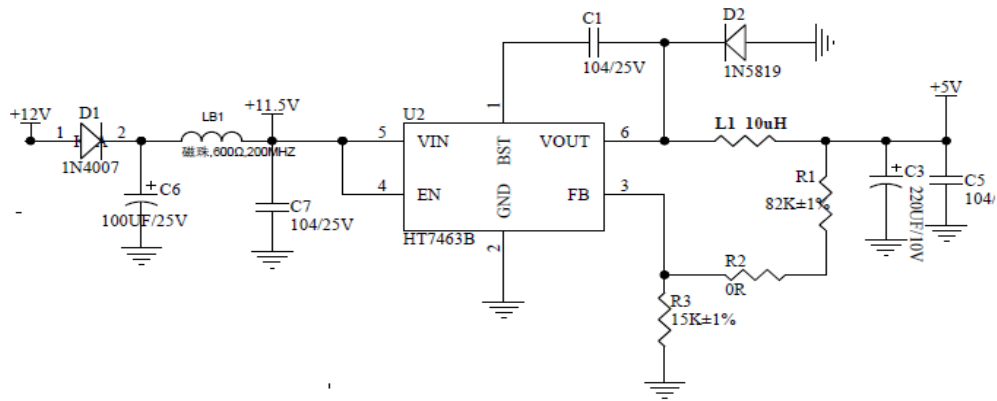 C1
104/25V
D2
1N5819
+12V
D1
1
2
1N4007
LB1
磁珠,600Ω,200MHZ
+11.5V
C6
100UF/25V
C7
104/25V
U2
1
5
VIN
BST
VOUT
6
4
EN
GND
FB
3
HT7463B
2
L1 10uH
+5V
R1
82K±1%
C3
220UF/10V
C5
104/
R2
0R
R3
15K±1%